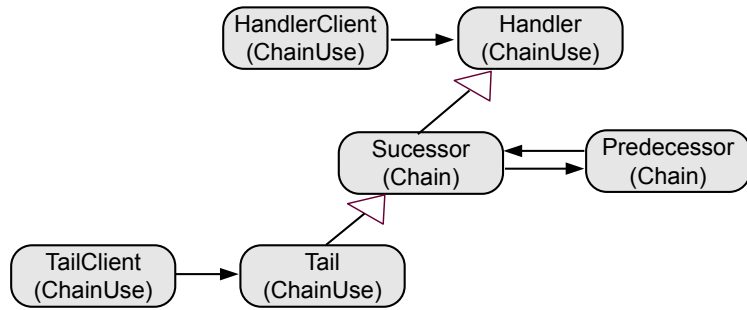 HandlerClient
(ChainUse)
Handler
(ChainUse)
Sucessor
(Chain)
Predecessor
(Chain)
TailClient
(ChainUse)
Tail
(ChainUse)